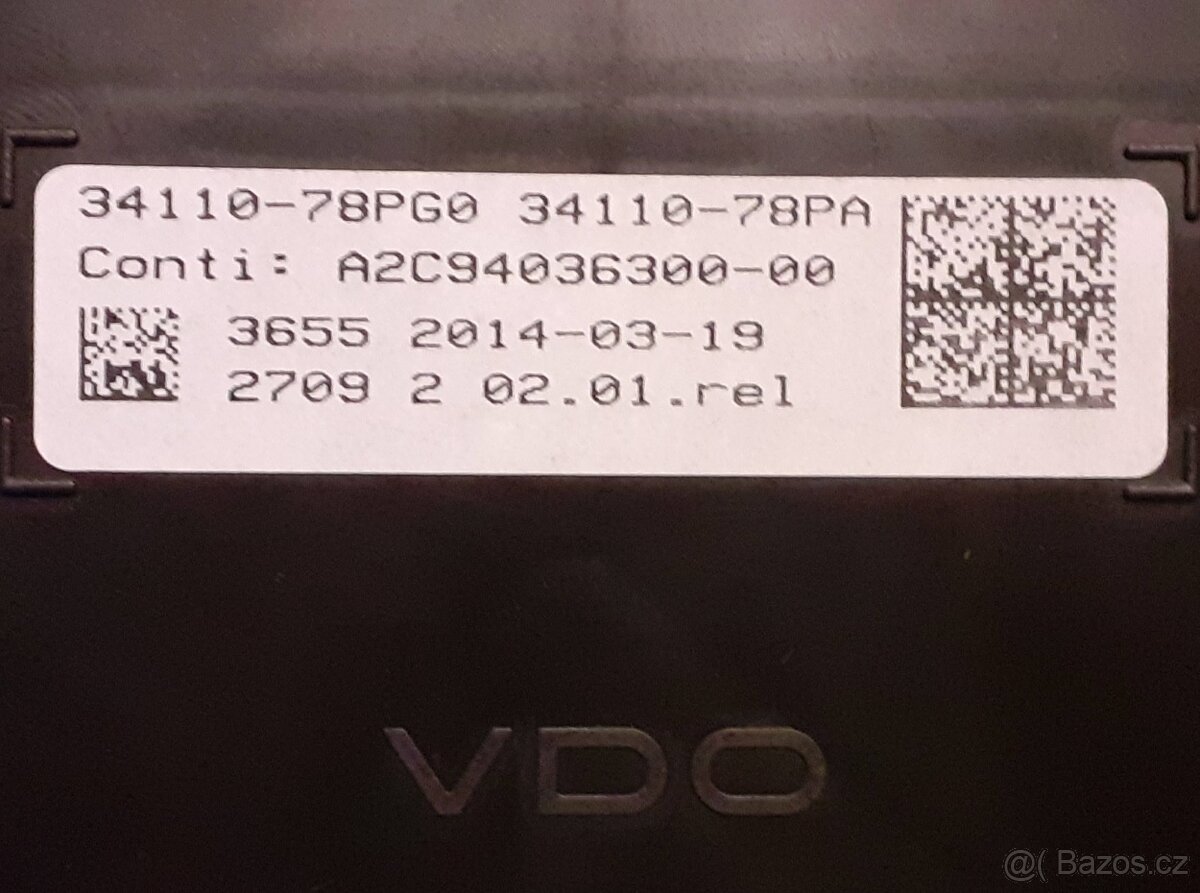 34110-78PG0 34110-78PA
Conti: A2C94036300-00
3655 2014-03-19
2709 2 02.01.rel
VDO
@( Bazos.cz